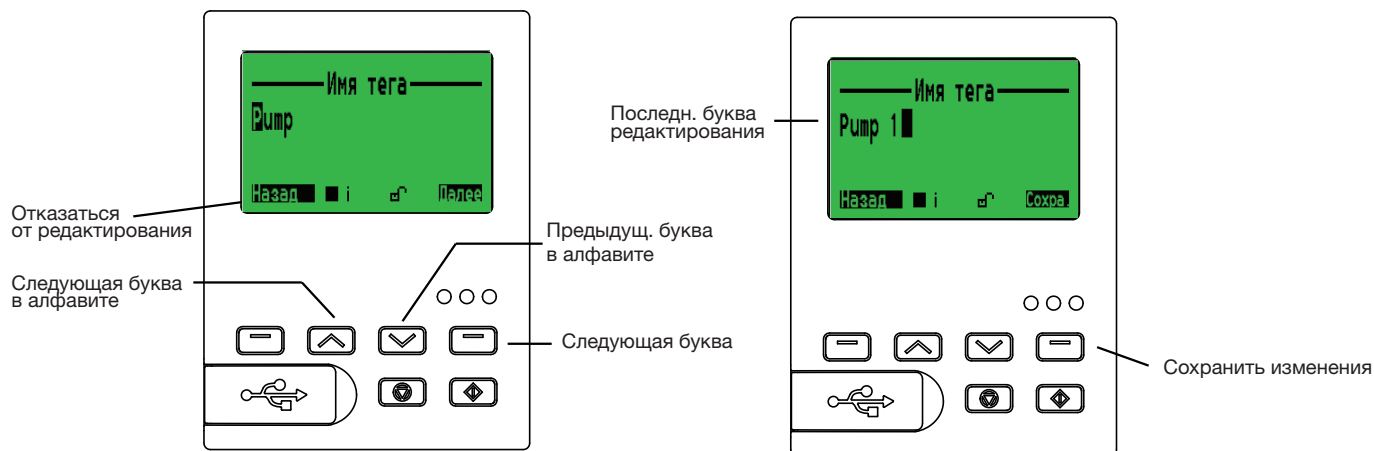 Имя тега
Pump
Назад i Далее
Отказаться
от редактирования
Следующая буква
в алфавите
Предыдущ. буква
в алфавите
Следующая буква
Последн. буква
редактирования
Имя тега
Pump 1
Назад i Сохра.
Сохранить изменения